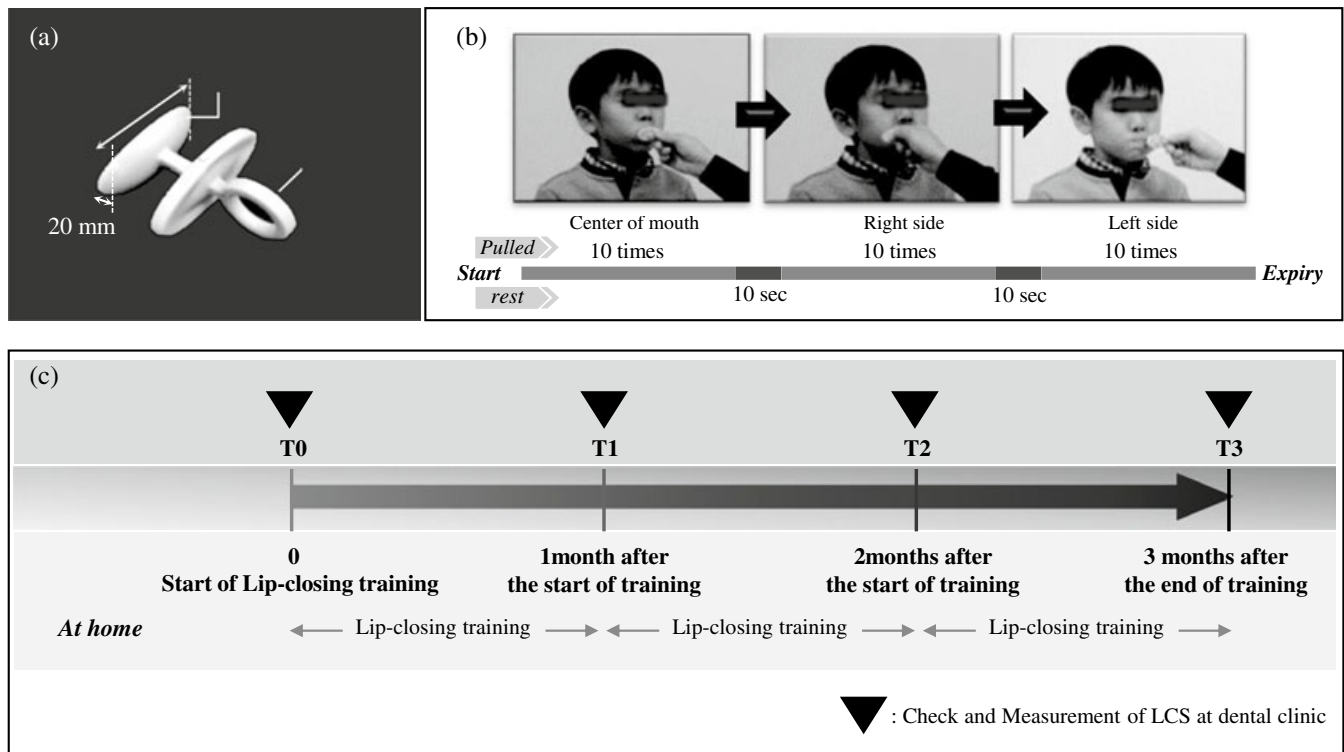 (a)
20 mm
(b)
Center of mouth
Right side
Left side
Pulled
10 times
10 times
10 times
Start
Expiry
rest
10 sec
10 sec
(c)
T0
T1
T2
T3
0
Start of Lip-closing training
1month after
the start of training
2months after
the start of training
3 months after
the end of training
At home
Lip-closing training
Lip-closing training
Lip-closing training
: Check and Measurement of LCS at dental clinic